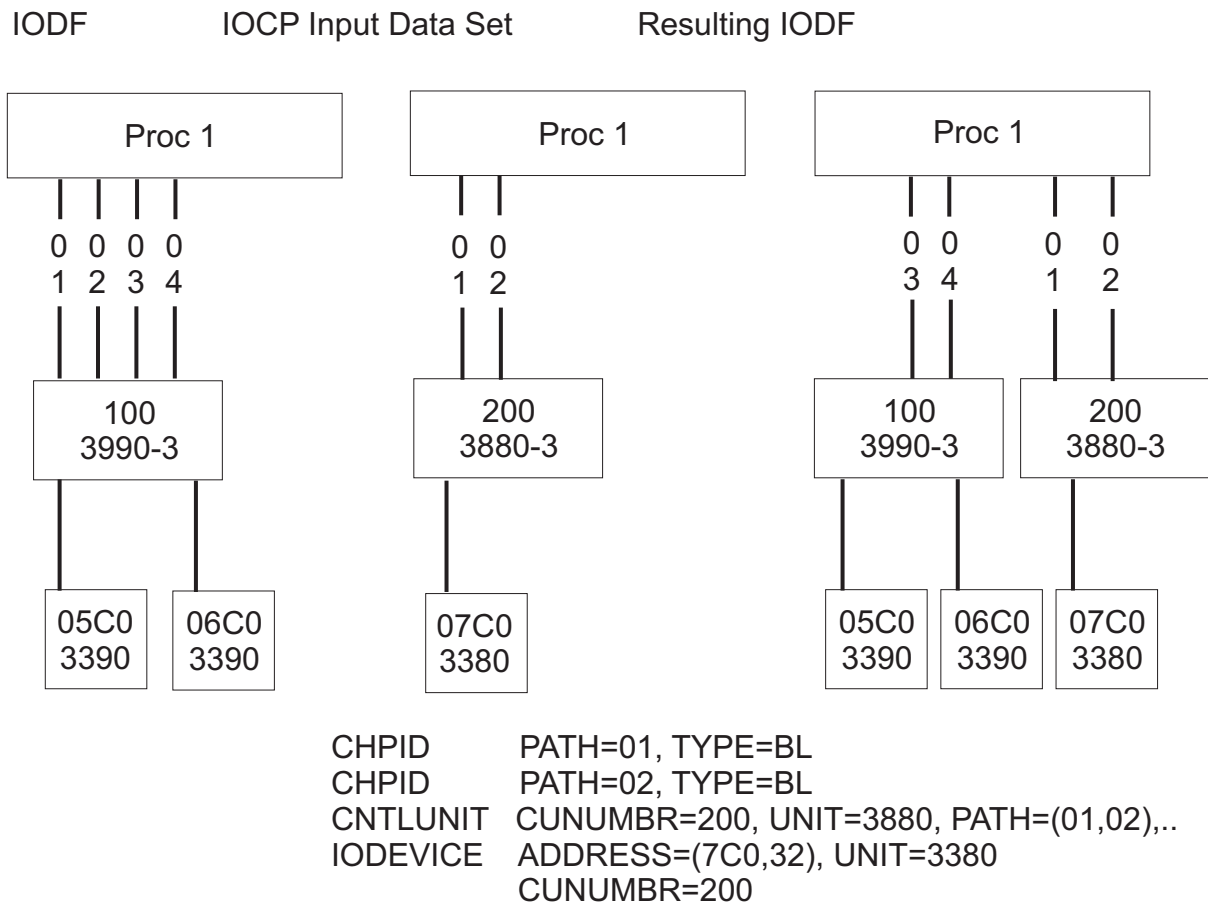 IODF IOCP Input Data Set Resulting IODF
Proc 1 Proc 1 Proc 1
0 0 0 0 0 0 0 0 0 0
1 2 3 4 1 2 3 4 1 2
100 200 100 200
3990-3 3880-3 3990-3 3880-3
05C0 06C0 07C0 05C0 06C0 07C0
3390 3390 3380 3390 3390 3380
CHPID PATH=01, TYPE=BL
CHPID PATH=02, TYPE=BL
CNTLUNIT CUNUMBR=200, UNIT=3880, PATH=(01,02),..
IODEVICE ADDRESS=(7C0,32), UNIT=3380
CUNUMBR=200